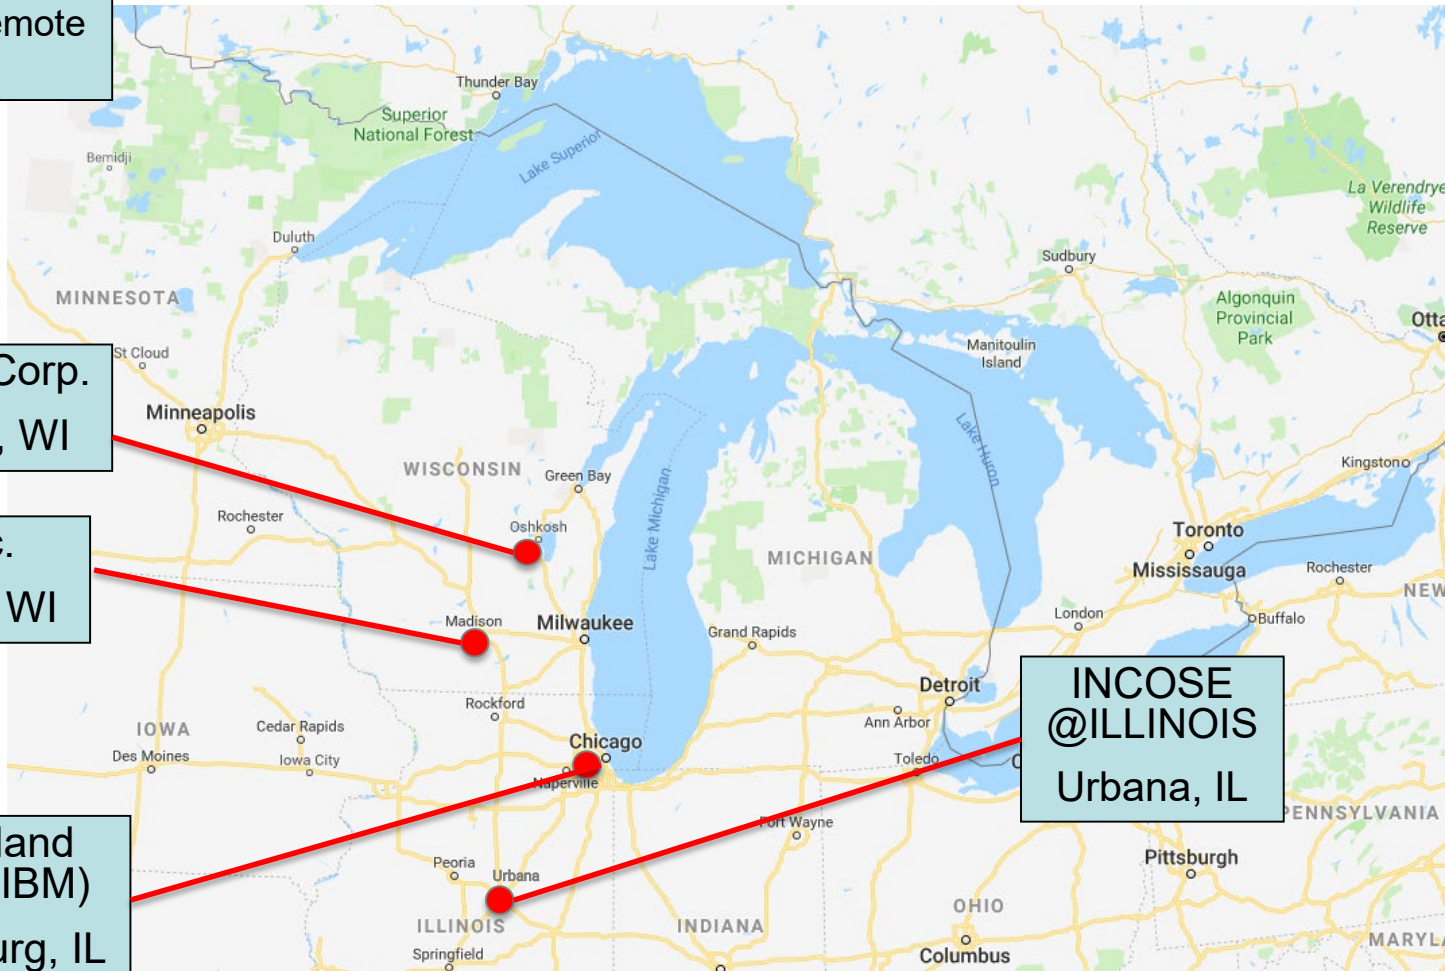 emote
Thunder Bay
Superior
National Forest
Lake Superior
Bemidji
La Verendrye
Wildlife
Reserve
Duluth
Sudbury
MINNESOTA
Algonquin
Provincial
Park
Otta
Manitoulin
Island
St Cloud
Corp.
, WI
Minneapolis
Lake Huron
WISCONSIN
Green Bay
Kingston
Lake Michigan
Rochester
Oshkosh
Toronto
Mississauga
MICHIGAN
Rochester
NEW
WI
Madison
Milwaukee
Grand Rapids
London
Buffalo
Detroit
INCOSE
@ILLINOIS
Urbana, IL
Rockford
Ann Arbor
IOWA
Cedar Rapids
Des Moines
Iowa City
Chicago
Naperville
Toledo
C
PENNSYLVANIA
Fort Wayne
land
IBM)
urg, IL
Peoria
Urbana
Pittsburgh
ILLINOIS
INDIANA
OHIO
Springfield
Columbus
MARYLA